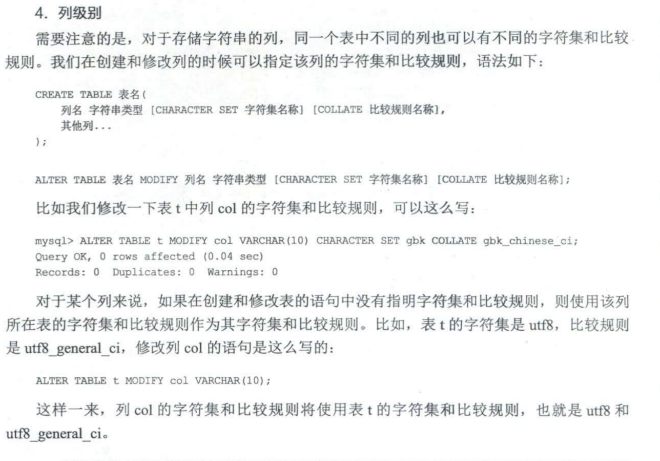 4. 列级别
需要注意的是，对于存储字符串的列，同一个表中不同的列也可以有不同的字符集和比较
规则。我们在创建和修改列的时候可以指定该列的字符集和比较规则，语法如下：
CREATE TABLE 表名(
列名 字符串类型 [CHARACTER SET 字符集名称] [COLLATE 比较规则名称],
其他列...
);
ALTER TABLE 表名 MODIFY 列名 字符串类型 [CHARACTER SET 字符集名称] [COLLATE 比较规则名称];
比如我们修改一下表 t 中列 col 的字符集和比较规则，可以这么写：
mysql> ALTER TABLE t MODIFY col VARCHAR(10) CHARACTER SET gbk COLLATE gbk_chinese_ci;
Query OK, 0 rows affected (0.04 sec)
Records: 0 Duplicates: 0 Warnings: 0
对于某个列来说，如果在创建和修改表的语句中没有指明字符集和比较规则，则使用该列
所在表的字符集和比较规则作为其字符集和比较规则。比如，表 t 的字符集是 utf8，比较规则
是 utf8_general_ci，修改列 col 的语句是这么写的：
ALTER TABLE t MODIFY col VARCHAR(10);
这样一来，列 col 的字符集和比较规则将使用表 t 的字符集和比较规则，也就是 utf8 和
utf8_general_ci。